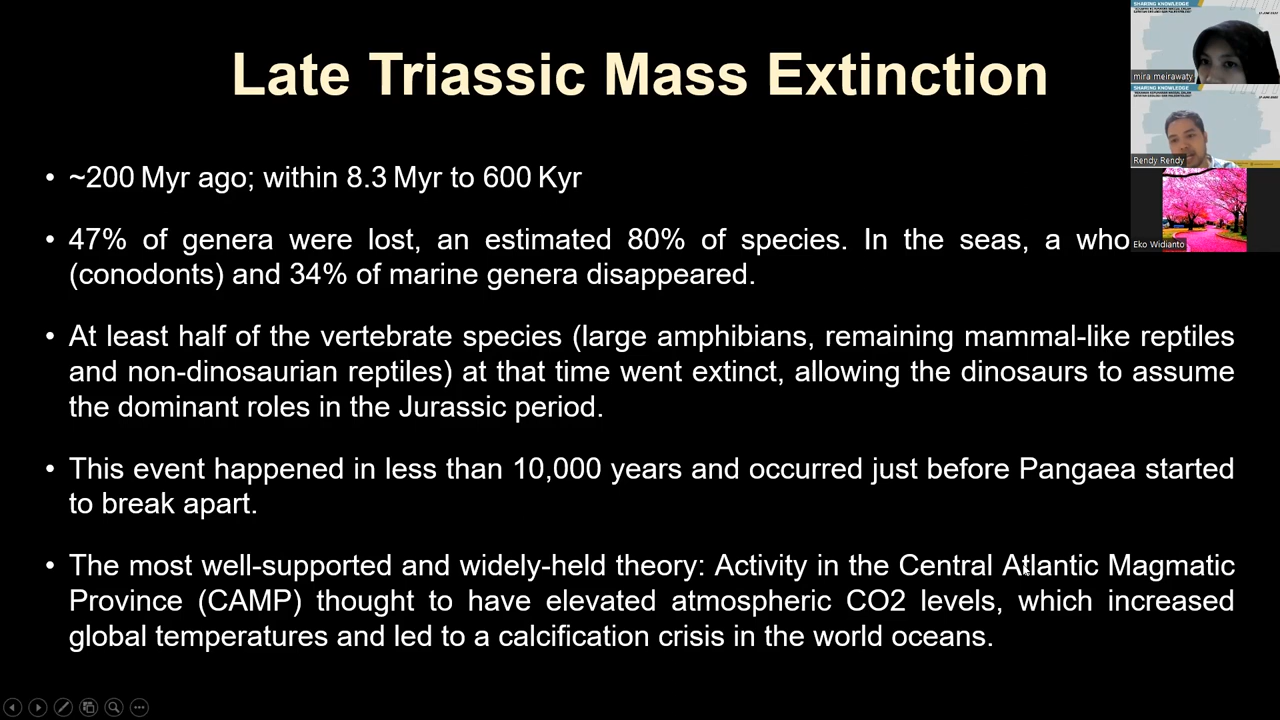 Late Triassic Mass Extinction
• ~200 Myr ago; within 8.3 Myr to 600 Kyr
• 47% of genera were lost, an estimated 80% of species. In the seas, a
(conodonts) and 34% of marine genera disappeared.
• At least half of the vertebrate species (large amphibians, remaining mammal-like reptiles
and non-dinosaurian reptiles) at that time went extinct, allowing the dinosaurs to assume
the dominant roles in the Jurassic period.
• This event happened in less than 10,000 years and occurred just before Pangaea started
to break apart.
• The most well-supported and widely-held theory: Activity in the Central Atlantic Magmatic
Province (CAMP) thought to have elevated atmospheric CO2 levels, which increased
global temperatures and led to a calcification crisis in the world oceans.
SHARING KNOWLEDGE
mira meirawaty
SHARING KNOWLEDGE
Rendy Rendy
Eko Widianto